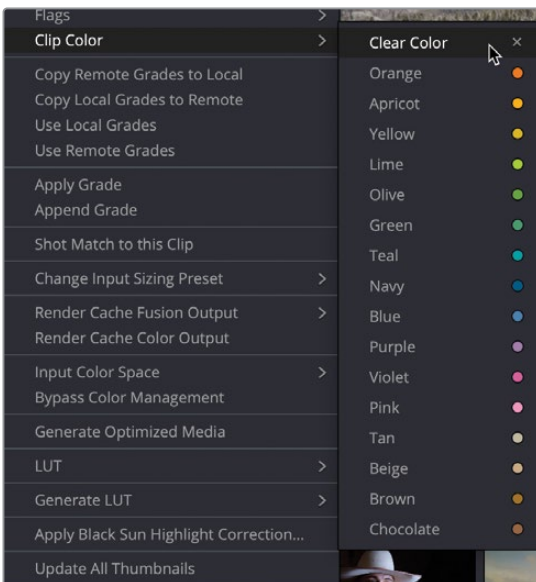 Flags
Clip Color
Copy Remote Grades to Local
Copy Local Grades to Remote
Use Local Grades
Use Remote Grades
Apply Grade
Append Grade
Shot Match to this Clip
Change Input Sizing Preset
Render Cache Fusion Output
Render Cache Color Output
Input Color Space
Bypass Color Management
Generate Optimized Media
LUT
Generate LUT
Apply Black Sun Highlight Correction...
Update All Thumbnails
Clear Color
Orange
Apricot
Yellow
Lime
Olive
Green
Teal
Navy
Blue
Purple
Violet
Pink
Tan
Beige
Brown
Chocolate